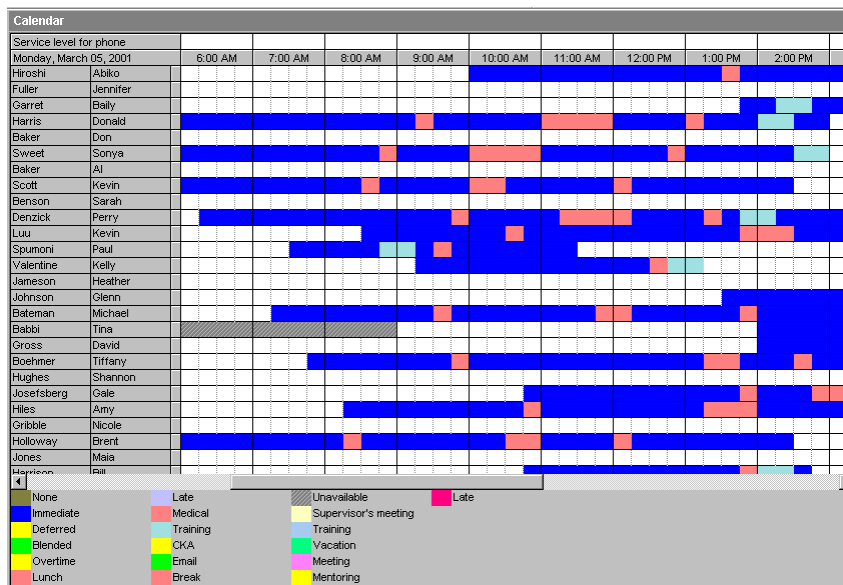 Calendar
Service level for phone
Monday, March 05, 2001 6:00 AM 7:00 AM 8:00 AM 9:00 AM 10:00 AM 11:00 AM 12:00 PM 1:00 PM 2:00 PM
Hiroshi Abiko
Fuller Jennifer
Garret Baily
Harris Donald
Baker Don
Sweet Sonya
Baker Al
Scott Kevin
Benson Sarah
Denzick Perry
Luu Kevin
Spumoni Paul
Valentine Kelly
Jameson Heather
Johnson Glenn
Bateman Michael
Babbi Tina
Gross David
Boehmer Tiffany
Hughes Shannon
Josefsberg Gale
Hiles Amy
Gribble Nicole
Holloway Brent
Jones Maia
Harrison Bill
None Late Unavailable Late
Immediate Medical Supervisor's meeting
Deferred Training Training
Blended CKA Vacation
Overtime Email Meeting
Lunch Break Mentoring